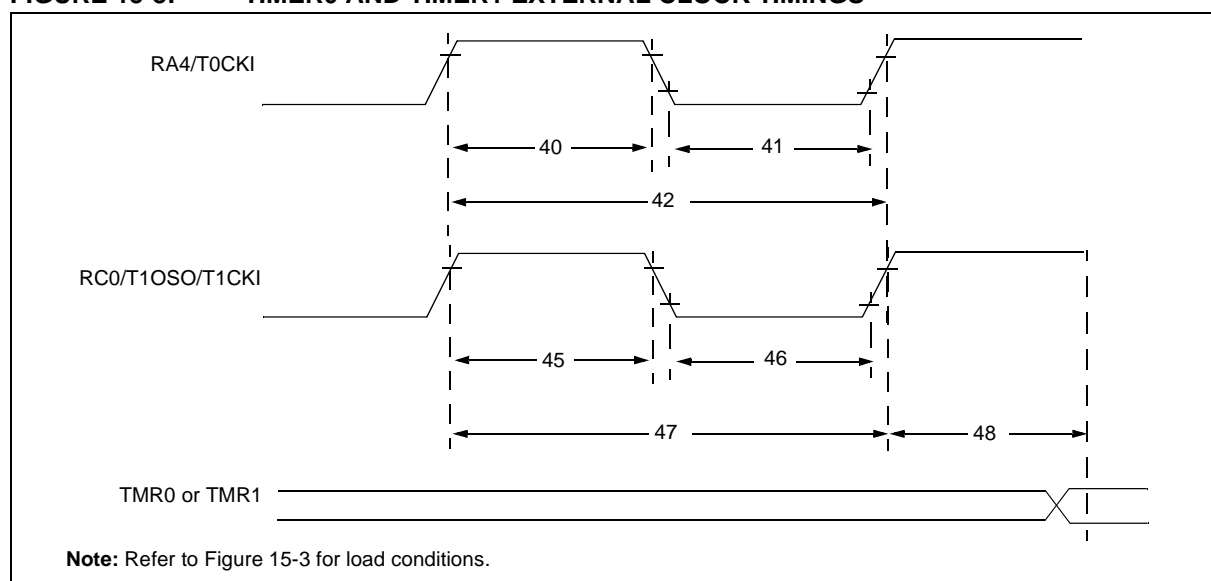 RA4/T0CKI
40
41
42
RC0/T1OSO/T1CKI
45
46
47
48
TMR0 or TMR1
Note: Refer to Figure 15-3 for load conditions.